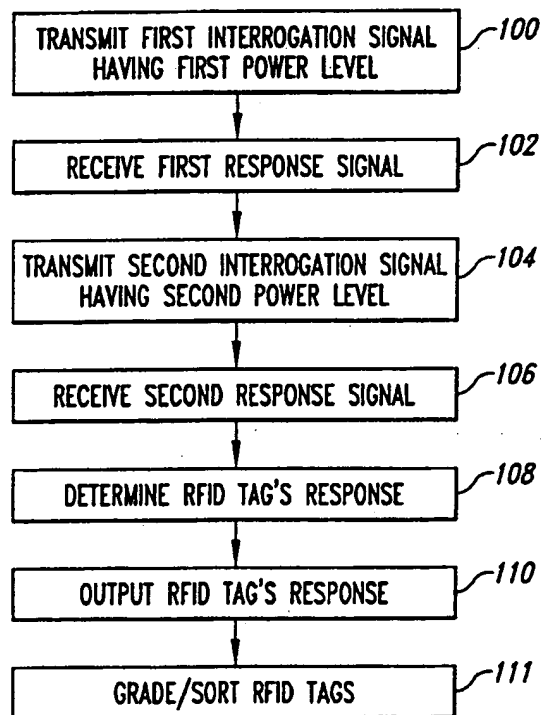 TRANSMIT FIRST INTERROGATION SIGNAL
HAVING FIRST POWER LEVEL
100
RECEIVE FIRST RESPONSE SIGNAL
102
TRANSMIT SECOND INTERROGATION SIGNAL
HAVING SECOND POWER LEVEL
104
RECEIVE SECOND RESPONSE SIGNAL
106
DETERMINE RFID TAG'S RESPONSE
108
OUTPUT RFID TAG'S RESPONSE
110
GRADE/SORT RFID TAGS
111